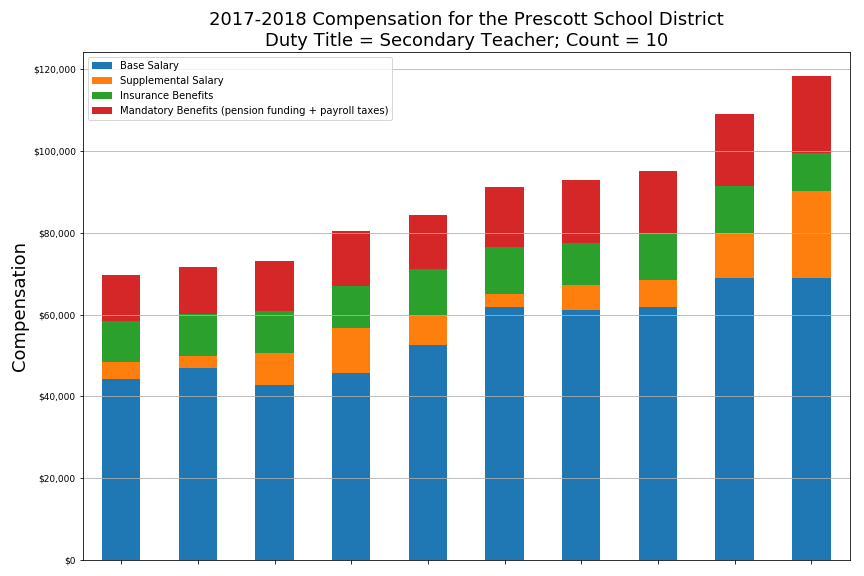 2017-2018 Compensation for the Prescott School District
Duty Title = Secondary Teacher; Count = 10
Base Salary
Supplemental Salary
Insurance Benefits
Mandatory Benefits (pension funding + payroll taxes)
$120,000
$100,000
$80,000
$60,000
$40,000
$20,000
$0
Compensation